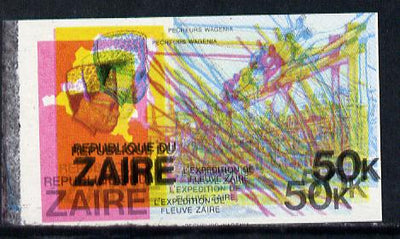 PECHEURS WAGENIA
PECHEURS WAGENIA
REPUBLIQUE DU
ZAIRE
50K
REPUBLIQUE DU
ZAIRE
50K
L'EXPEDITION DE
FLEUVE ZAIRE
L'EXPEDITION DE
FLEUVE ZAIRE